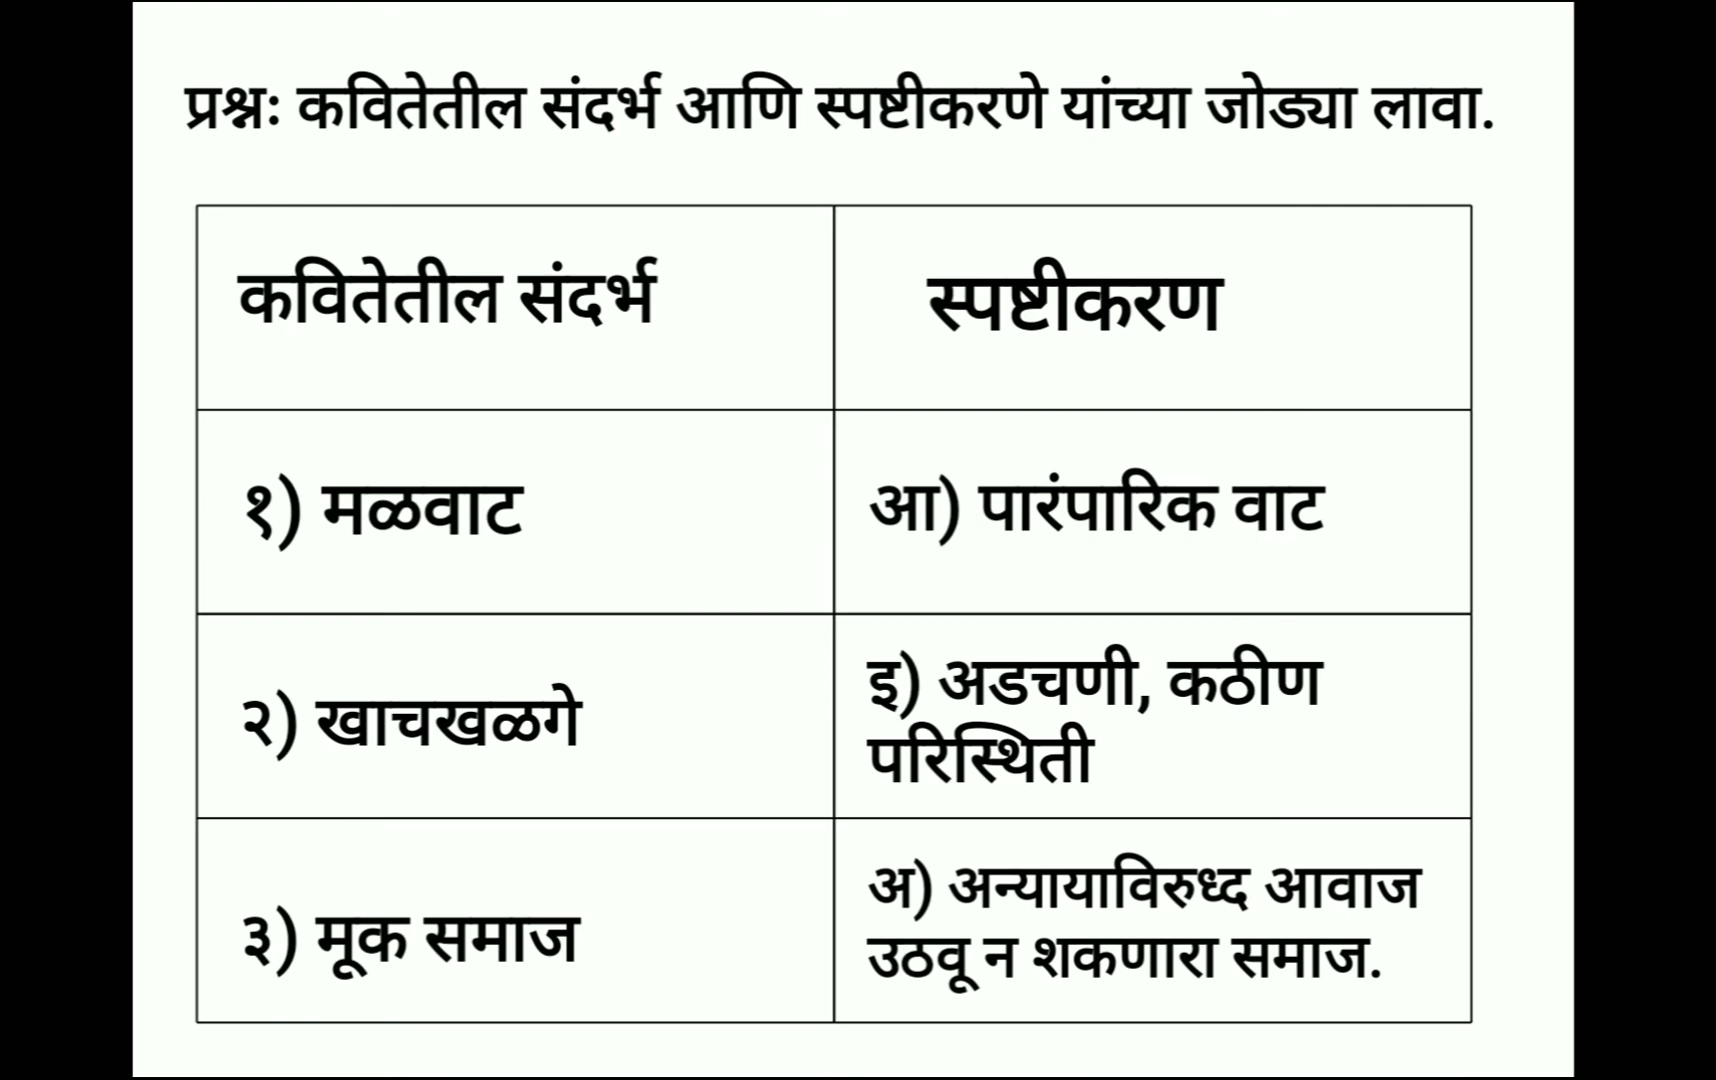 प्रश्नः कवितेतील संदर्भ आणि स्पष्टीकरणे यांच्या जोड्या लावा.
कवितेतील संदर्भ
स्पष्टीकरण
१) मळवाट
आ) पारंपारिक वाट
२) खाचखळगे
इ) अडचणी, कठीण
परिस्थिती
३) मूक समाज
अ) अन्यायाविरुध्द आवाज
उठवू न शकणारा समाज.